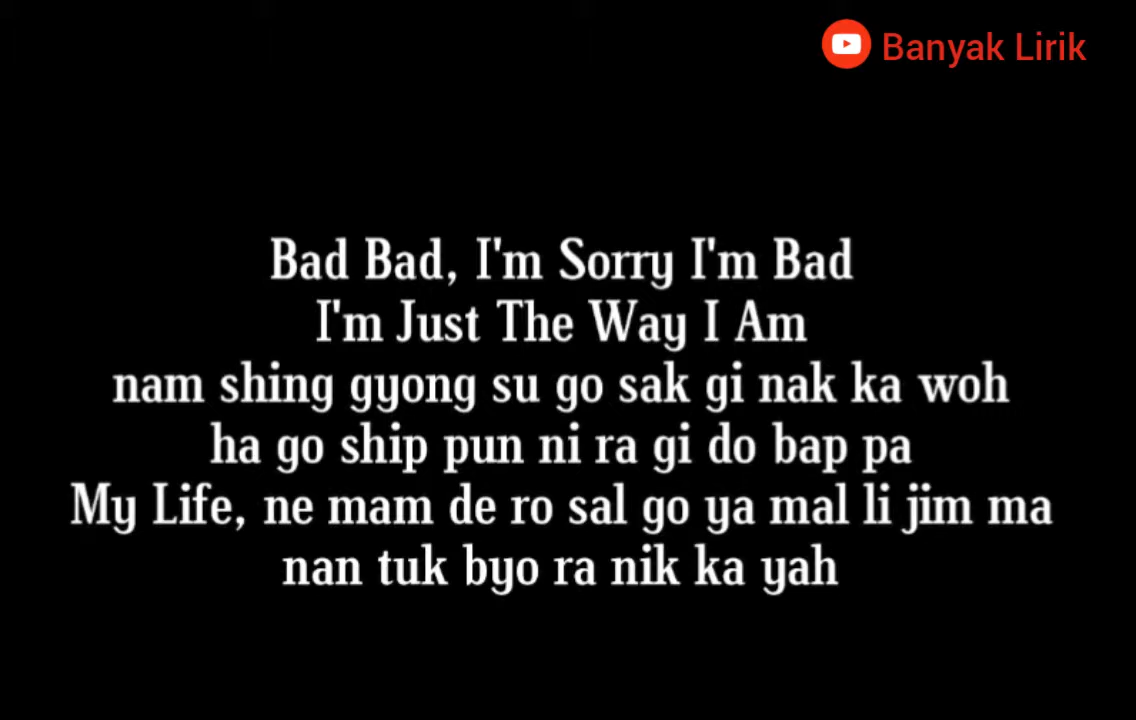 Banyak Lirik
Bad Bad, I'm Sorry I'm Bad
I'm Just The Way I Am
nam shing gyong su go sak gi nak ka woh
ha go ship pun ni ra gi do bap pa
My Life, ne mam de ro sal go ya mal li jim ma
nan tuk byo ra nik ka yah